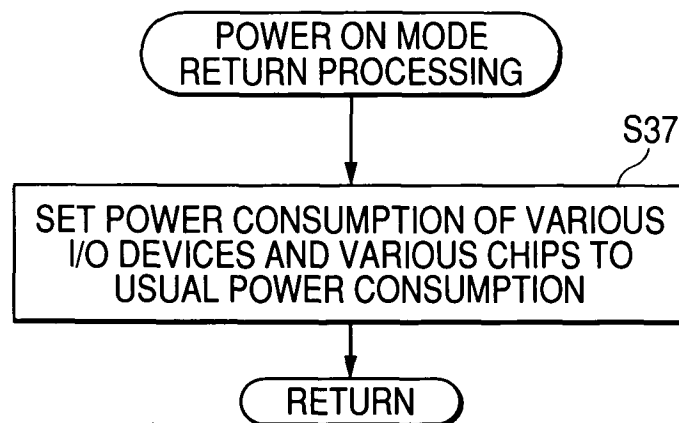 POWER ON MODE
RETURN PROCESSING
S37
SET POWER CONSUMPTION OF VARIOUS
I/O DEVICES AND VARIOUS CHIPS TO
USUAL POWER CONSUMPTION
RETURN